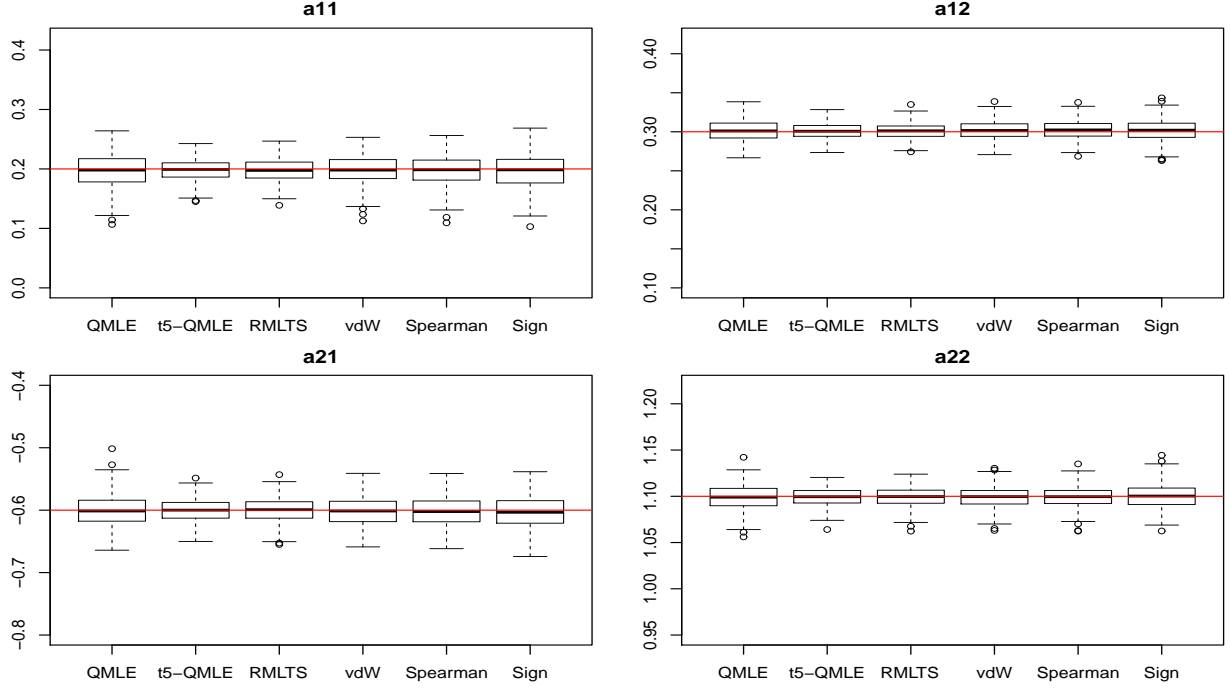 a11
a12
0.4
0.3
0.2
0.1
0.0
0.40
0.30
0.20
0.10
QMLE t5−QMLE RMLTS vdW Spearman Sign
QMLE t5−QMLE RMLTS vdW Spearman Sign
a21
a22
−0.4
−0.5
−0.6
−0.7
−0.8
1.20
1.15
1.10
1.05
1.00
0.95
QMLE t5−QMLE RMLTS vdW Spearman Sign
QMLE t5−QMLE RMLTS vdW Spearman Sign